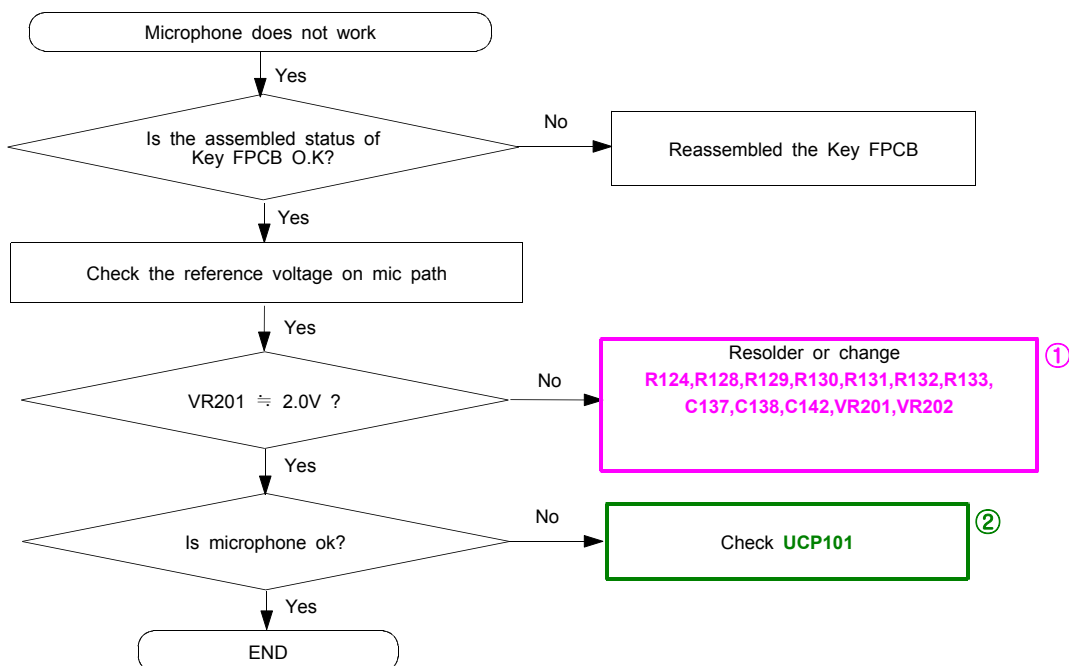 Microphone does not work
Yes
Is the assembled status of
Key FPCB O.K?
No
Reassembled the Key FPCB
Yes
Check the reference voltage on mic path
Yes
VR201 ≒ 2.0V ?
No
Resolder or change
R124,R128,R129,R130,R131,R132,R133,
C137,C138,C142,VR201,VR202
①
Yes
Is microphone ok?
No
Check UCP101
②
Yes
END